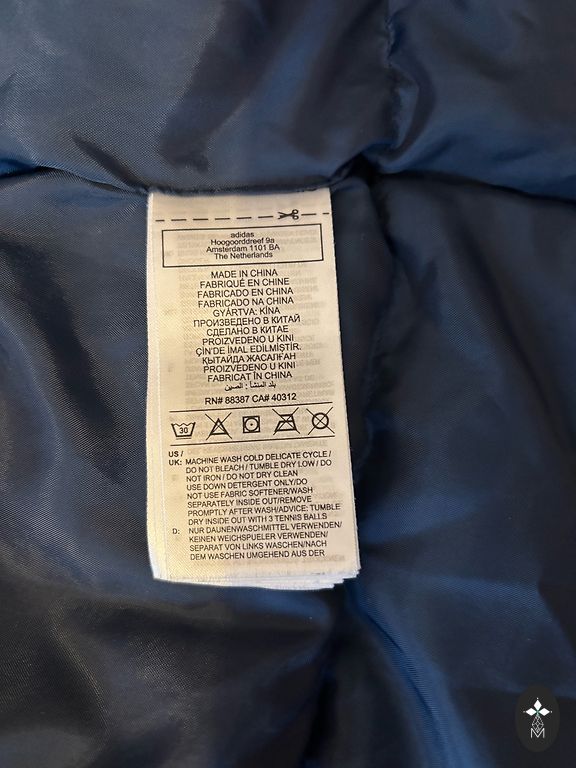 adidas
Hoogoorddreef 9a
Amsterdam 1101 BA
The Netherlands
MADE IN CHINA
FABRIQUÉ EN CHINE
FABRICADO EN CHINA
FABRICADO NA CHINA
GYÁRTVA: KÍNA
ПРОИЗВЕДЕНО В КИТАЙ
СДЕЛАНО В КИТАЕ
PROIZVEDENO U KINI
ÇİN'DE İMAL EDİLMİŞTİR.
ҚЫТАЙДА ЖАСАЛҒАН
PROIZVEDENO U KINI
FABRICAT ÎN CHINA
بلد المنشأ : الصين
RN# 88387 CA# 40312
30
US /
UK: MACHINE WASH COLD DELICATE CYCLE /
DO NOT BLEACH / TUMBLE DRY LOW / DO
NOT IRON / DO NOT DRY CLEAN
USE DOWN DETERGENT ONLY/DO
NOT USE FABRIC SOFTENER/WASH
SEPARATELY INSIDE OUT/REMOVE
PROMPTLY AFTER WASH/ADVICE: TUMBLE
DRY INSIDE OUT WITH 3 TENNIS BALLS
D: NUR DAUNENWASCHMITTEL VERWENDEN/
KEINEN WEICHSPUELER VERWENDEN/
SEPARAT VON LINKS WASCHEN/NACH
DEM WASCHEN UMGEHEND AUS DER
M